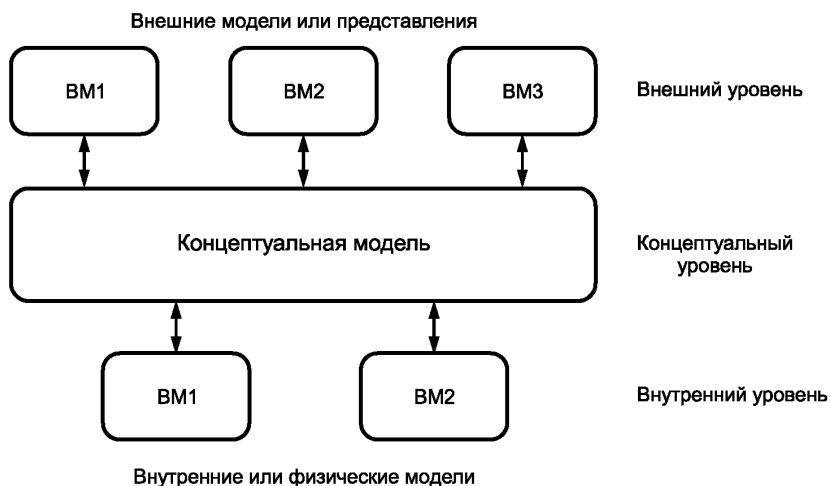 Внешние модели или представления
ВМ1 ВМ2 ВМ3 Внешний уровень
Концептуальная модель
Концептуальный
уровень
ВМ1 ВМ2 Внутренний уровень
Внутренние или физические модели